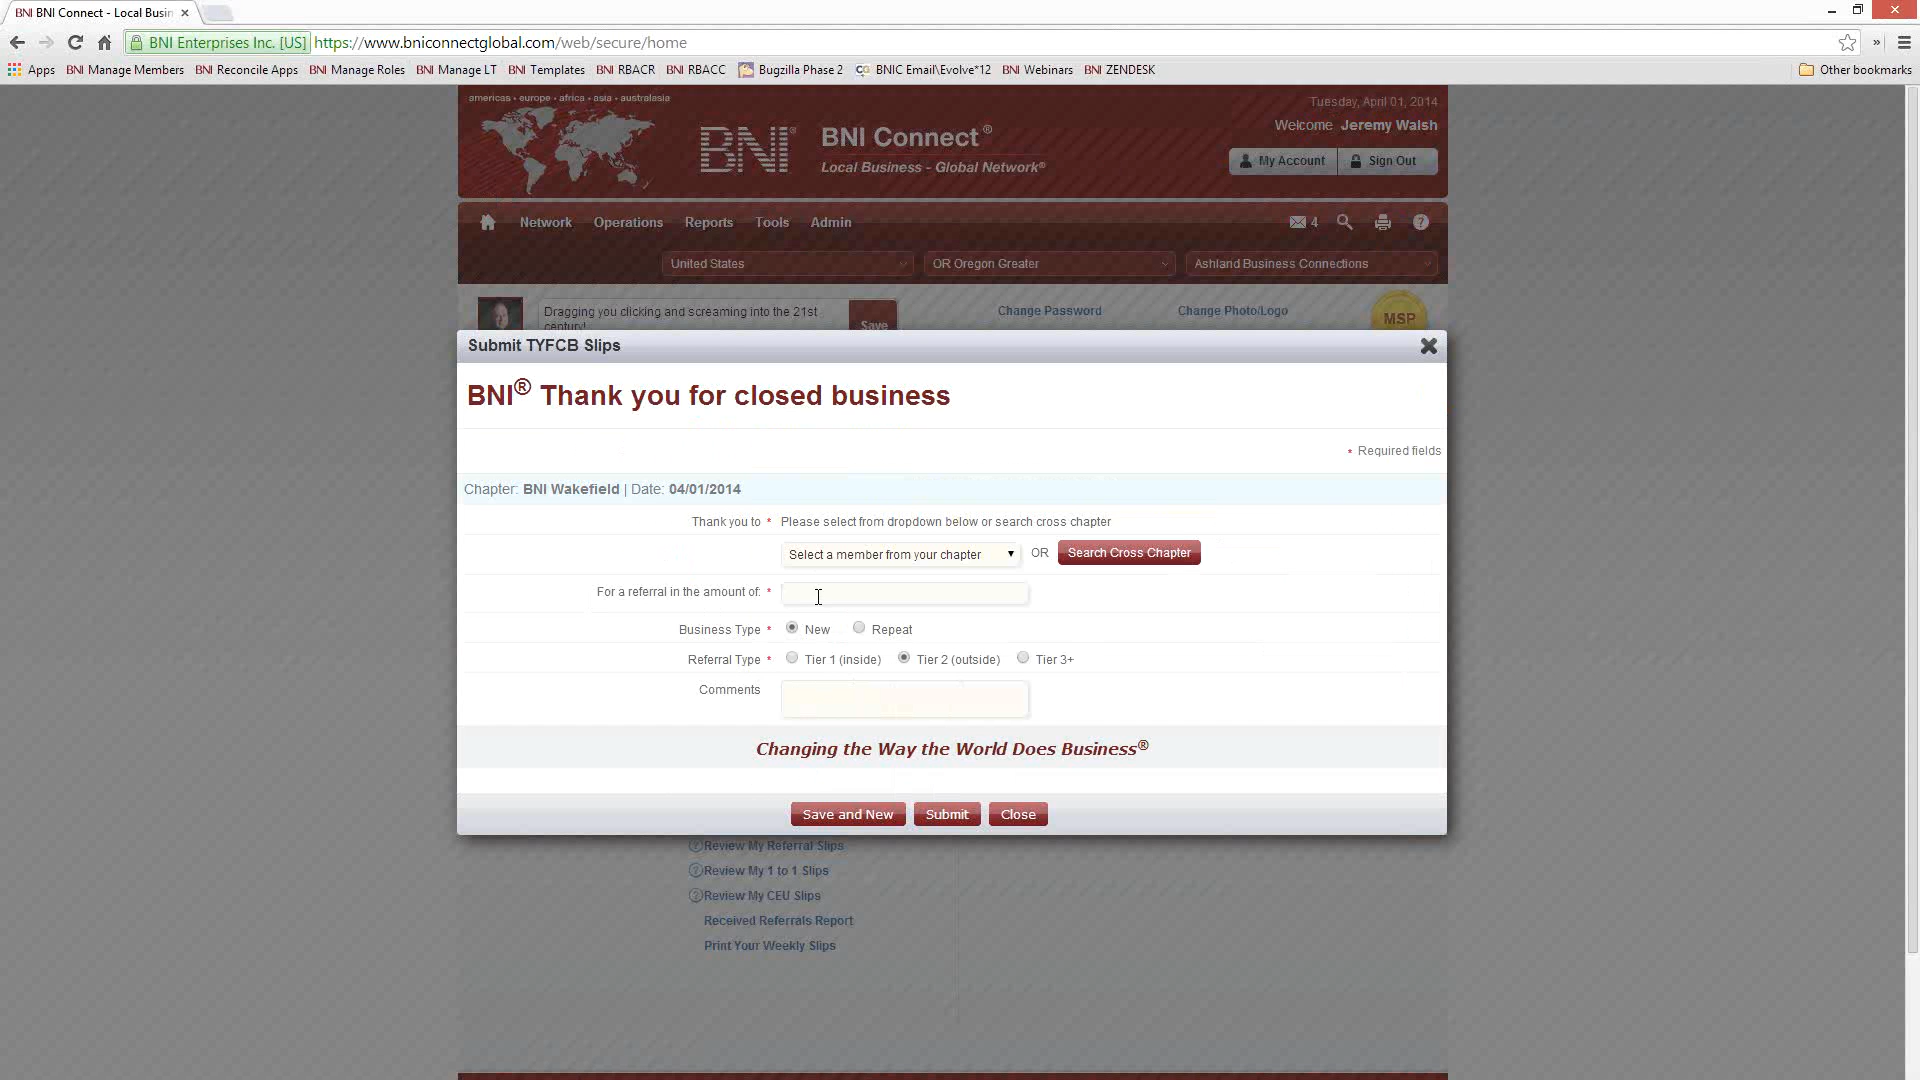 BNI BNI Connect - Local Busin
BNI Enterprises Inc. [US] https://www.bniconnectglobal.com/web/secure/home
Apps BNI Manage Members BNI Reconcile Apps BNI Manage Roles BNI Manage LT BNI Templates BNI RBACR BNI RBACC Bugzilla Phase 2 BNIC Email\Evolve*12 BNI Webinars BNI ZENDESK Other bookmarks
americas • europe • africa • asia • australasia
Tuesday, April 01, 2014
Welcome Jeremy Walsh
BNI® BNI Connect®
Local Business - Global Network®
My Account Sign Out
Network Operations Reports Tools Admin 4
United States OR Oregon Greater Ashland Business Connections
Dragging you clicking and screaming into the 21st
century!
Save
Change Password Change Photo/Logo
MSP
Submit TYFCB Slips
BNI® Thank you for closed business
* Required fields
Chapter: BNI Wakefield | Date: 04/01/2014
Thank you to * Please select from dropdown below or search cross chapter
Select a member from your chapter OR Search Cross Chapter
For a referral in the amount of: *
Business Type * New Repeat
Referral Type * Tier 1 (inside) Tier 2 (outside) Tier 3+
Comments
Changing the Way the World Does Business®
Save and New Submit Close
Review My Referral Slips
Review My 1 to 1 Slips
Review My CEU Slips
Received Referrals Report
Print Your Weekly Slips